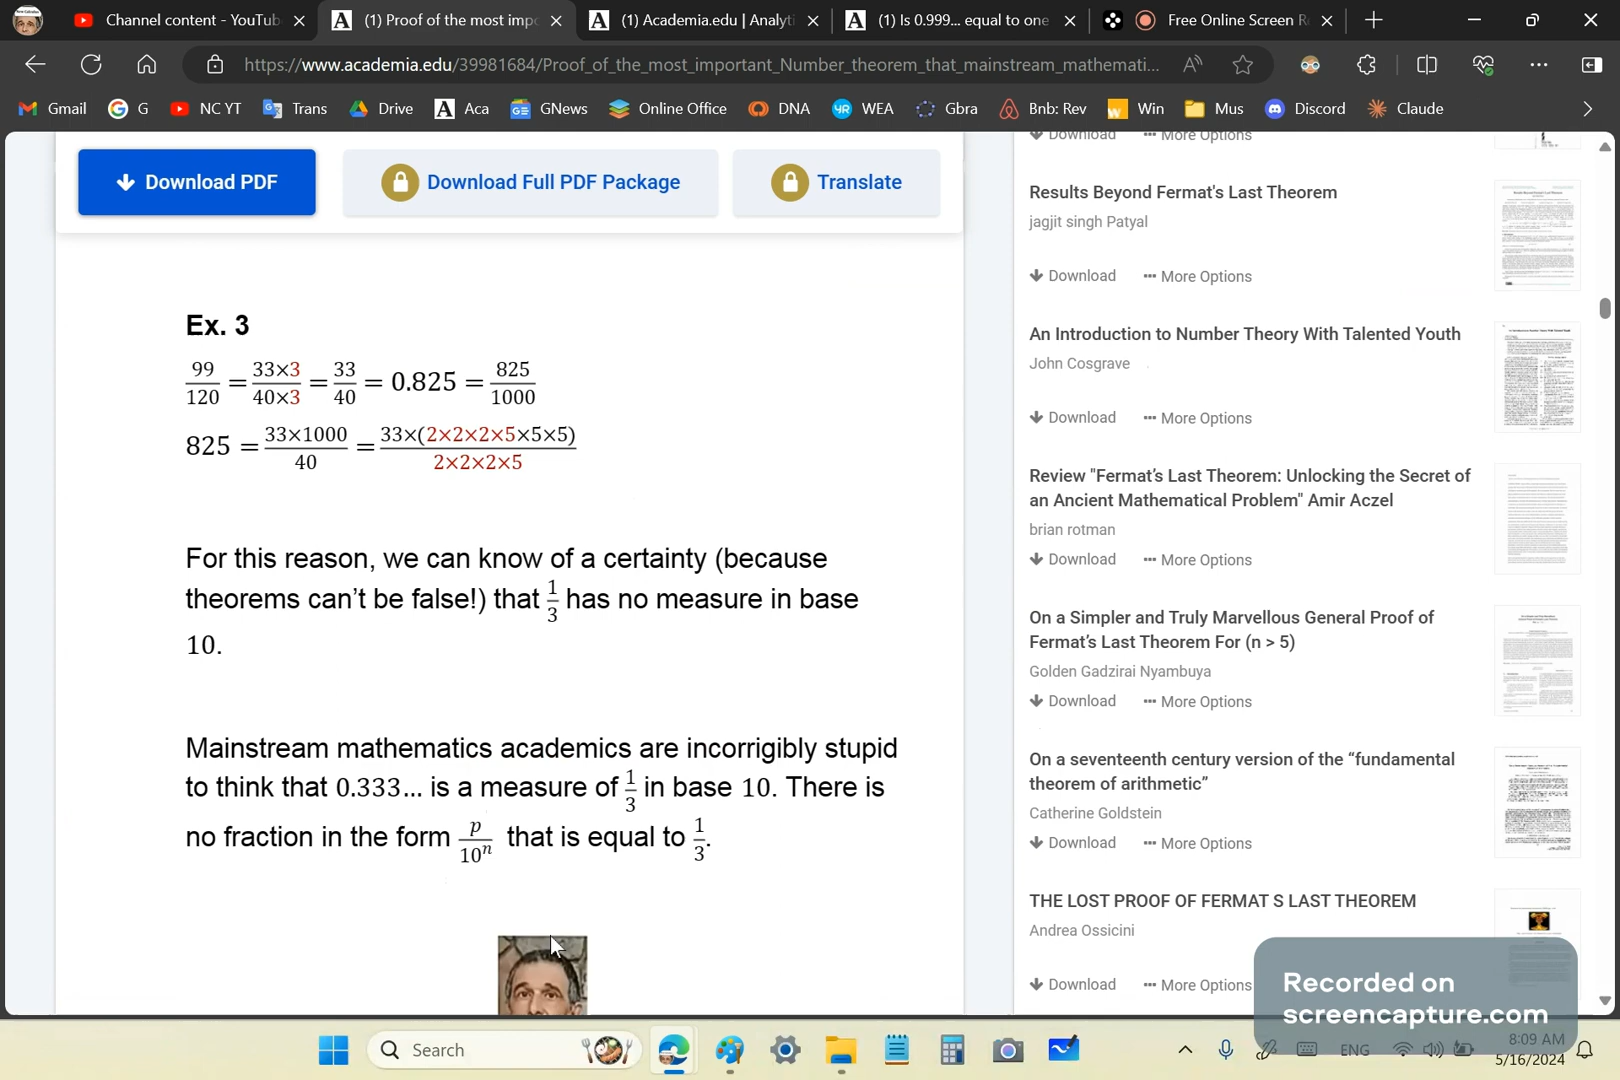 Channel content - YouTub
(1) Proof of the most impo
(1) Academia.edu | Analyti
(1) Is 0.999... equal to one
Free Online Screen R
https://www.academia.edu/39981684/Proof_of_the_most_important_Number_theorem_that_mainstream_mathemati...
Gmail G NC YT Trans Drive Aca GNews Online Office DNA WEA Gbra Bnb: Rev Win Mus Discord Claude
Download PDF
Download Full PDF Package
Translate
Ex. 3
99/120 = 33×3/40×3 = 33/40 = 0.825 = 825/1000
825 = 33×1000/40 = 33×(2×2×2×5×5×5)/2×2×2×5
For this reason, we can know of a certainty (because
theorems can’t be false!) that 1/3 has no measure in base
10.
Mainstream mathematics academics are incorrigibly stupid
to think that 0.333... is a measure of 1/3 in base 10. There is
no fraction in the form p/10ⁿ that is equal to 1/3.
Download ••• More Options
Results Beyond Fermat's Last Theorem
jagjit singh Patyal
Download ••• More Options
An Introduction to Number Theory With Talented Youth
John Cosgrave
Download ••• More Options
Review "Fermat’s Last Theorem: Unlocking the Secret of
an Ancient Mathematical Problem" Amir Aczel
brian rotman
Download ••• More Options
On a Simpler and Truly Marvellous General Proof of
Fermat’s Last Theorem For (n > 5)
Golden Gadzirai Nyambuya
Download ••• More Options
On a seventeenth century version of the “fundamental
theorem of arithmetic”
Catherine Goldstein
Download ••• More Options
THE LOST PROOF OF FERMAT S LAST THEOREM
Andrea Ossicini
Download ••• More Options
Recorded on
screencapture.com
Search
ENG
8:09 AM
5/16/2024